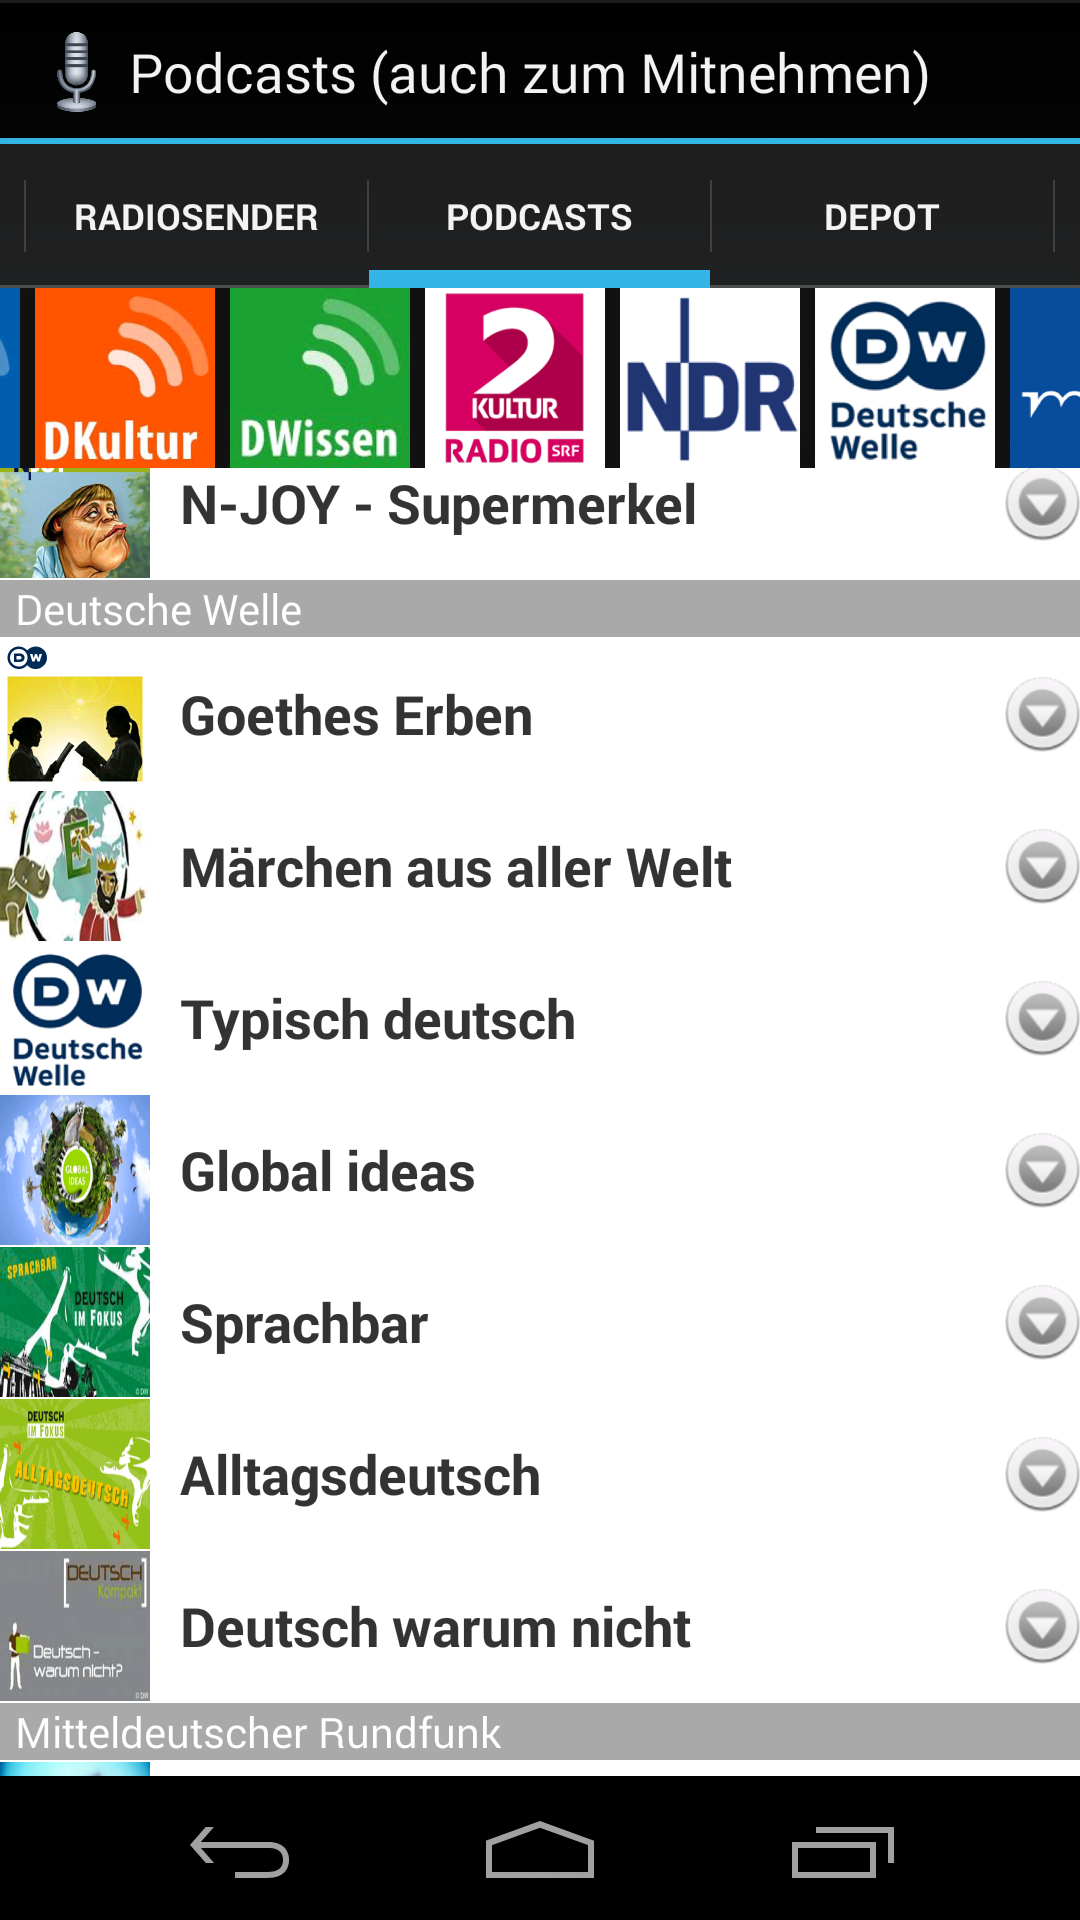 Podcasts (auch zum Mitnehmen)
RADIOSENDER
PODCASTS
DEPOT
DKultur
DWissen
2
KULTUR
RADIO SRF
NDR
DW
Deutsche
Welle
N-JOY - Supermerkel
Deutsche Welle
DW
Goethes Erben
E
Märchen aus aller Welt
DW
Deutsche
Welle
Typisch deutsch
GLOBAL
IDEAS
Global ideas
SPRACHBAR
DEUTSCH
IM FOKUS
© DW
Sprachbar
DEUTSCH
IM FOKUS
ALLTAGSDEUTSCH
Alltagsdeutsch
[DEUTSCH
Kompakt]
Deutsch -
warum nicht?
© DW
Deutsch warum nicht
Mitteldeutscher Rundfunk